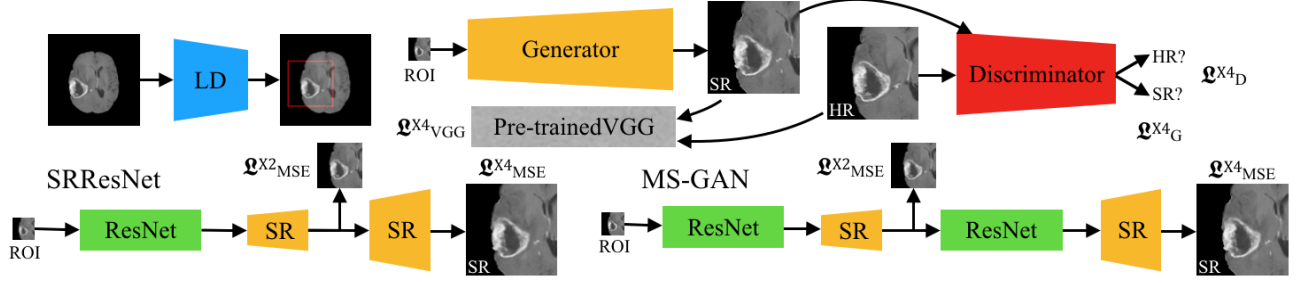 LD
ROI
Generator
SR
HR
Discriminator
HR?
SR?
𝕷X4D
𝕷X4G
𝕷X4VGG
Pre-trainedVGG
SRResNet
ROI
ResNet
SR
𝕷X2MSE
SR
𝕷X4MSE
SR
MS-GAN
ROI
ResNet
SR
𝕷X2MSE
ResNet
SR
𝕷X4MSE
SR